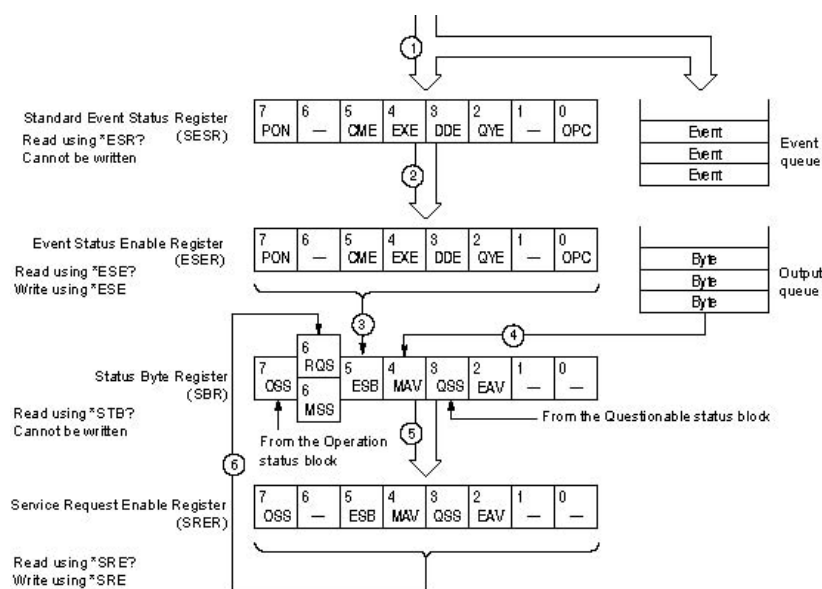 1
Standard Event Status Register
(SESR)
Read using *ESR?
Cannot be written
7 6 5 4 3 2 1 0
PON — CME EXE DDE QYE — OPC
Event
Event
Event
Event
queue
2
Event Status Enable Register
(ESER)
Read using *ESE?
Write using *ESE
7 6 5 4 3 2 1 0
PON — CME EXE DDE QYE — OPC
Byte
Byte
Byte
Output
queue
3
4
Status Byte Register
(SBR)
Read using *STB?
Cannot be written
6
RQS
7 5 4 3 2 1 0
OSS ESB MAV QSS EAV — —
6
MSS
From the Operation
status block
5
From the Questionable status block
6
Service Request Enable Register
(SRER)
Read using *SRE?
Write using *SRE
7 6 5 4 3 2 1 0
OSS — ESB MAV QSS EAV — —